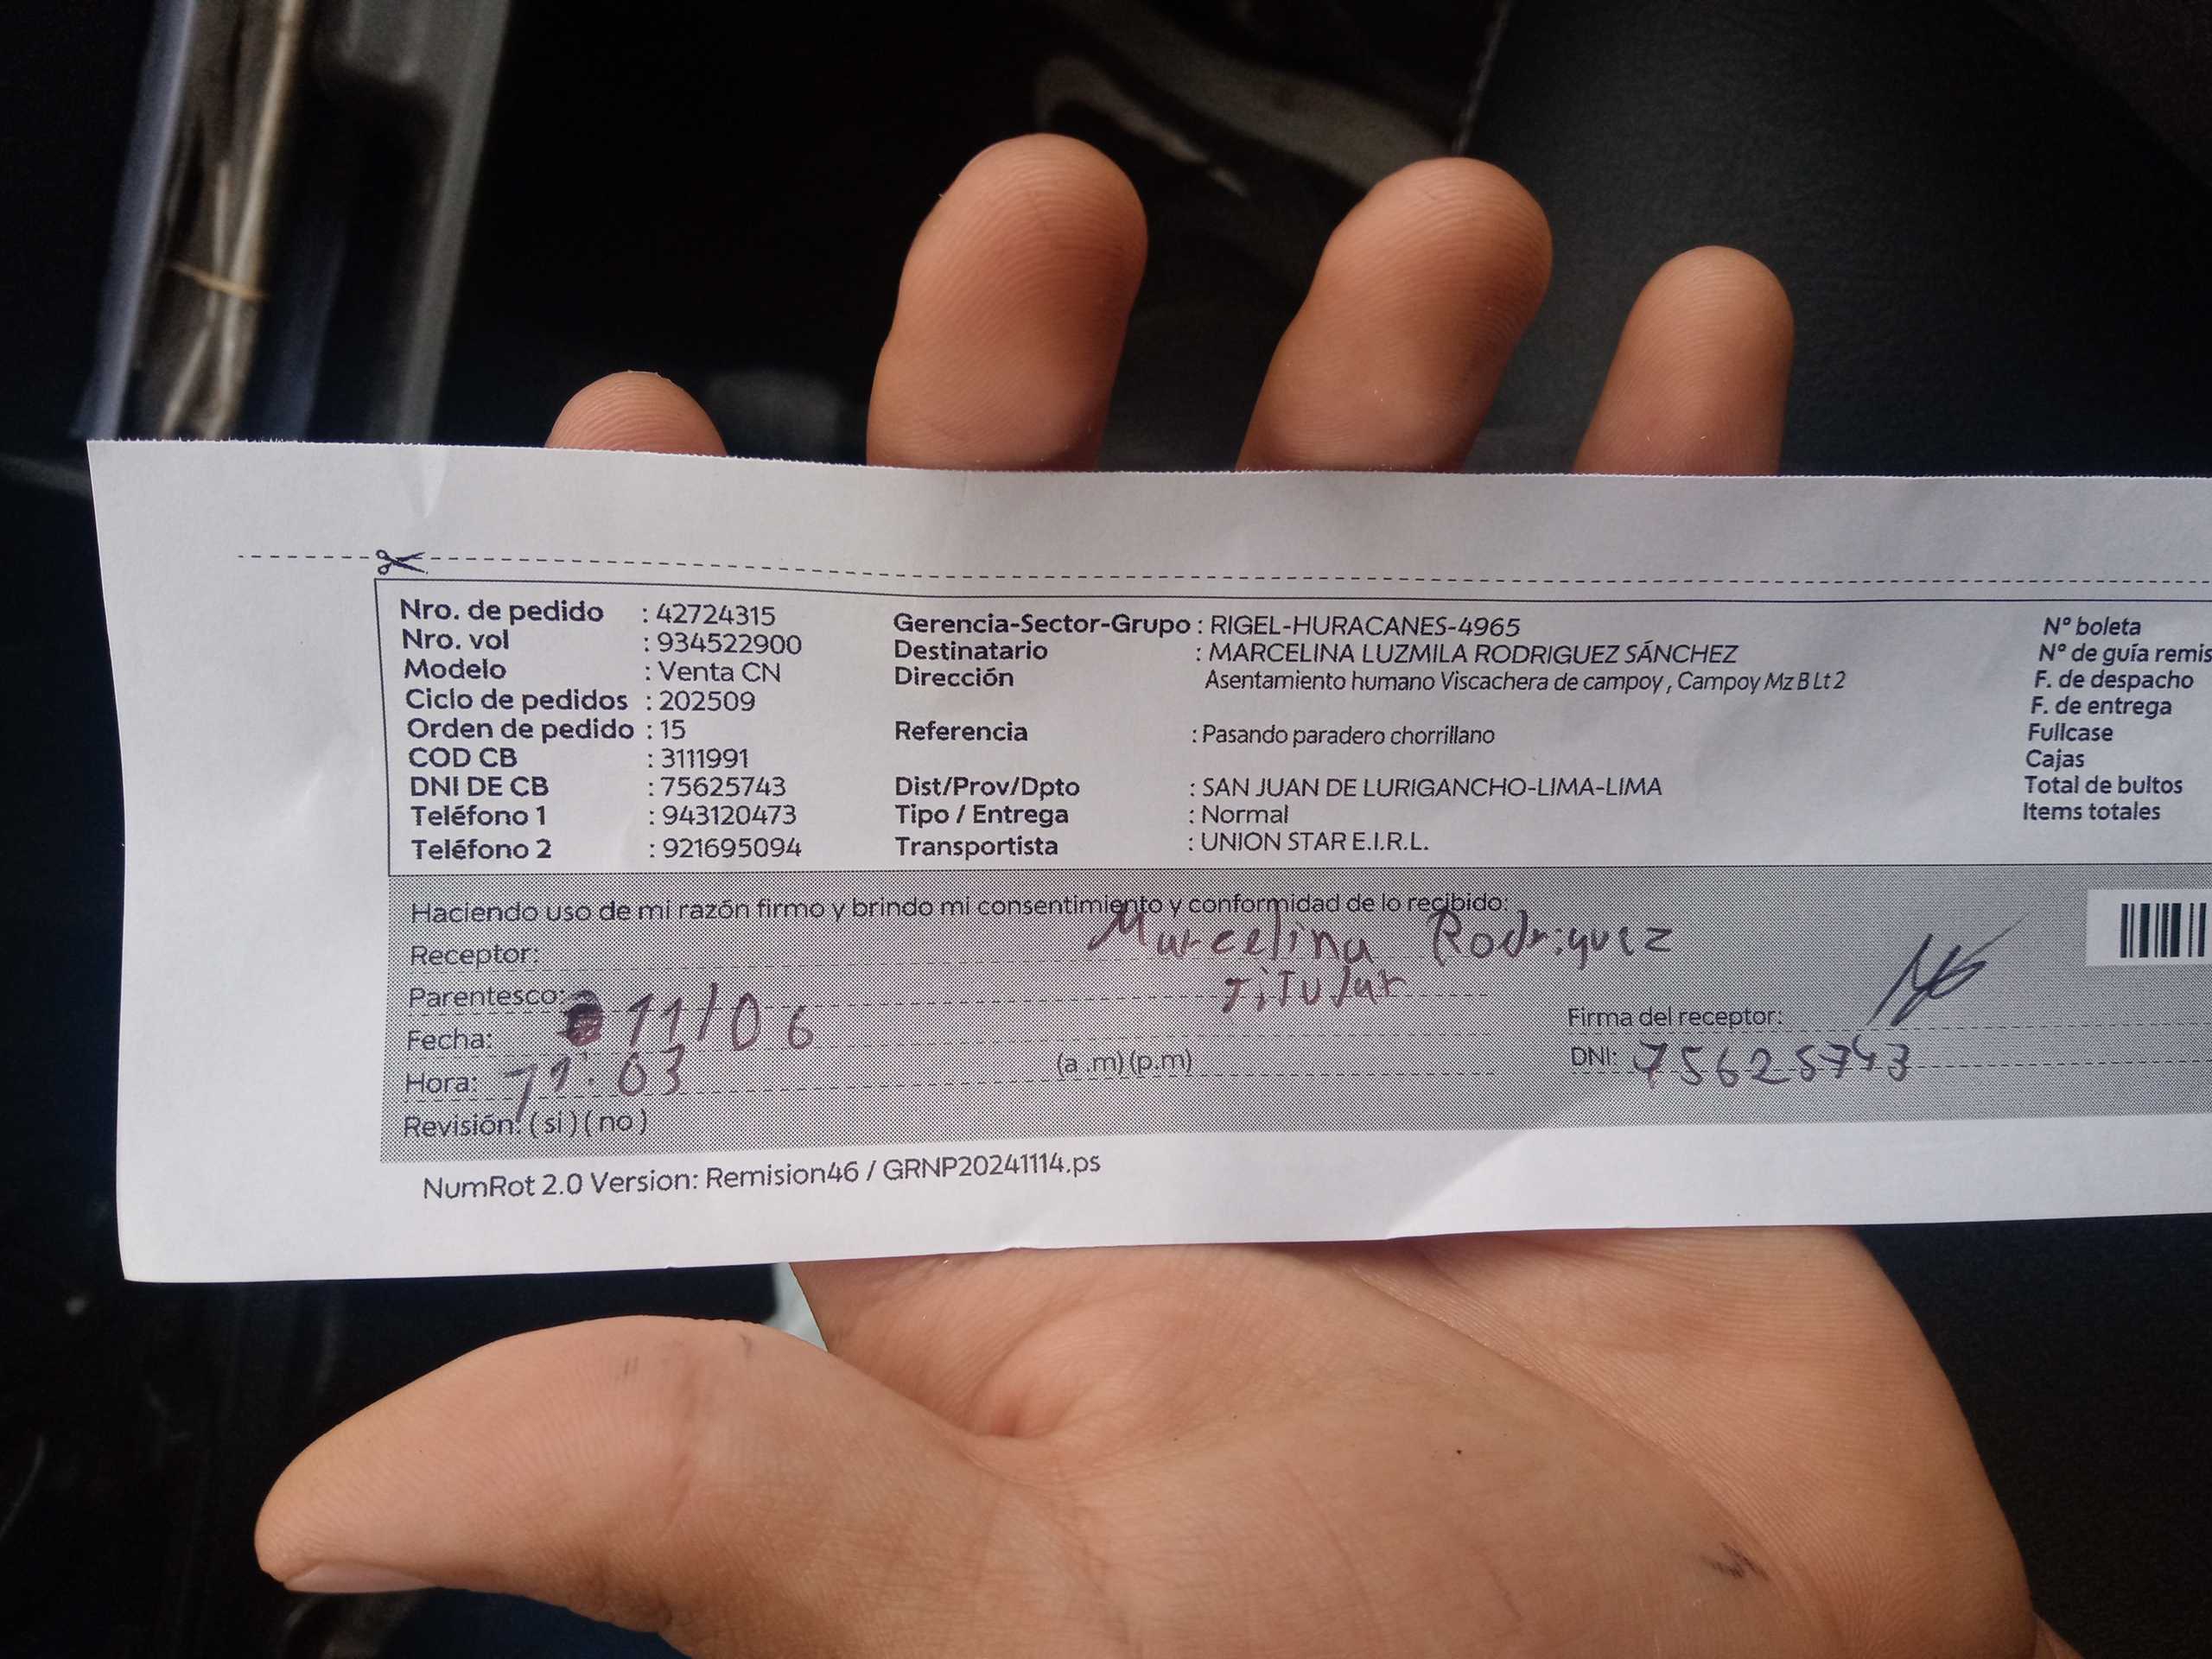 Nro. de pedido : 42724315
Nro. vol : 934522900
Modelo : Venta CN
Ciclo de pedidos : 202509
Orden de pedido : 15
COD CB : 3111991
DNI DE CB : 75625743
Teléfono 1 : 943120473
Teléfono 2 : 921695094
Gerencia-Sector-Grupo : RIGEL-HURACANES-4965
Destinatario : MARCELINA LUZMILA RODRIGUEZ SÁNCHEZ
Dirección Asentamiento humano Viscachera de campoy , Campoy Mz B Lt 2
Referencia : Pasando paradero chorrillano
Dist/Prov/Dpto : SAN JUAN DE LURIGANCHO-LIMA-LIMA
Tipo / Entrega : Normal
Transportista : UNION STAR E.I.R.L.
N° boleta
N° de guía remis
F. de despacho
F. de entrega
Fullcase
Cajas
Total de bultos
Items totales
Haciendo uso de mi razón firmo y brindo mi consentimiento y conformidad de lo recibido:
Receptor: Marcelina Rodriguez
Parentesco: Titular
Fecha: 11/06
Hora: 11:03 (a .m) (p.m)
Revisión: ( si ) ( no )
Firma del receptor:
DNI: 75625743
NumRot 2.0 Version: Remision46 / GRNP20241114.ps